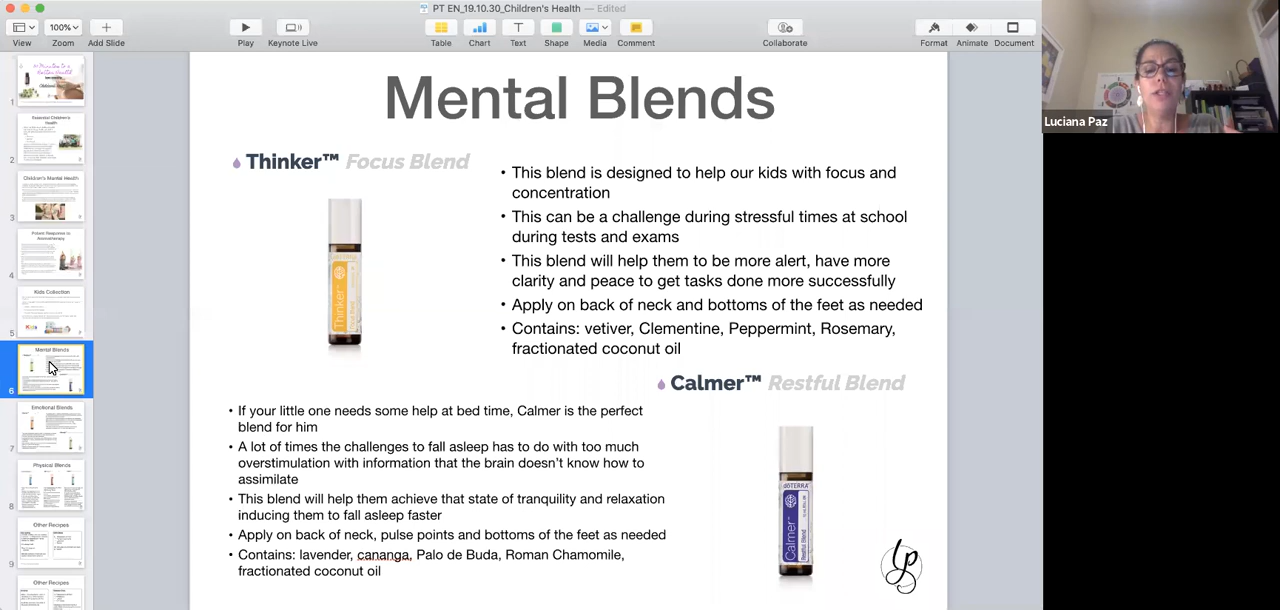 PT EN_19.10.30_Children's Health — Edited
100%
View
Zoom
Add Slide
Play
Keynote Live
Table
Chart
Text
Shape
Media
Comment
Collaborate
Format
Animate
Document
Luciana Paz
1
2
3
4
5
6
7
8
9
Essential Children's
Health
Children's Mental Health
Aromatherapy
Kids Collection
Mental Blends
Emotional Blends
Physical Blends
Other Recipes
Other Recipes
Mental Blends
Thinker™ Focus Blend
• This blend is designed to help our kids with focus and
concentration
• This can be a challenge during stressful times at school
during tests and exams
• This blend will help them to be more alert, have more
clarity and peace to get tasks done more successfully
• Apply on back of neck and bottoms of the feet as needed
• Contains: vetiver, Clementine, Peppermint, Rosemary,
fractionated coconut oil
Thinker™
Calmer™ Restful Blend
• If your little one needs some help at bed time, Calmer is the perfect
blend for him
• A lot of times the challenges to fall asleep has to do with too much
overstimulation with information that the brain doesn't know how to
assimilate
• This blend will help them have that sense of tranquility and relaxation
inducing them to fall asleep faster
• Apply back of neck, pulse points and bottoms of the feet as needed
• Contains: lavender, cananga, Palo de Buda, Roman Chamomile,
fractionated coconut oil
dōTERRA
Calmer™
Restful Blend